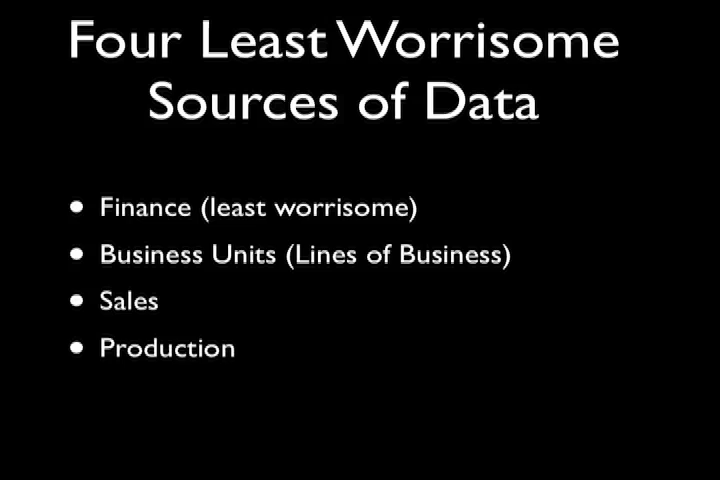 Four Least Worrisome
Sources of Data
• Finance (least worrisome)
• Business Units (Lines of Business)
• Sales
• Production